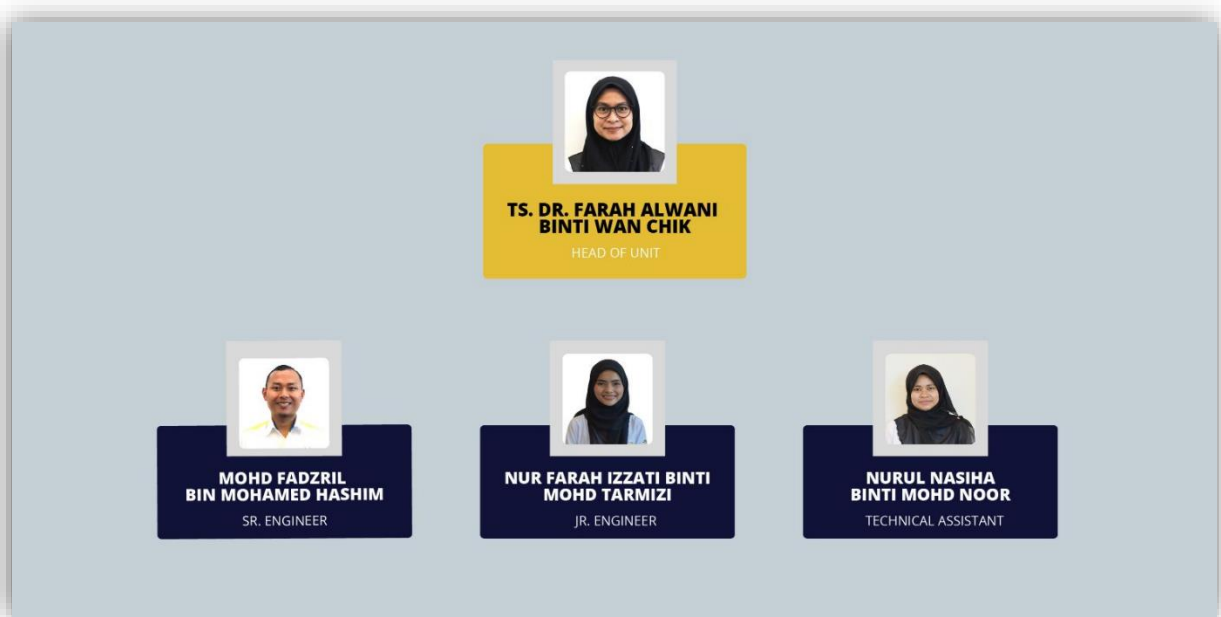 TS. DR. FARAH ALWANI
BINTI WAN CHIK
HEAD OF UNIT
MOHD FADZRIL
BIN MOHAMED HASHIM
SR. ENGINEER
NUR FARAH IZZATI BINTI
MOHD TARMIZI
JR. ENGINEER
NURUL NASIHA
BINTI MOHD NOOR
TECHNICAL ASSISTANT